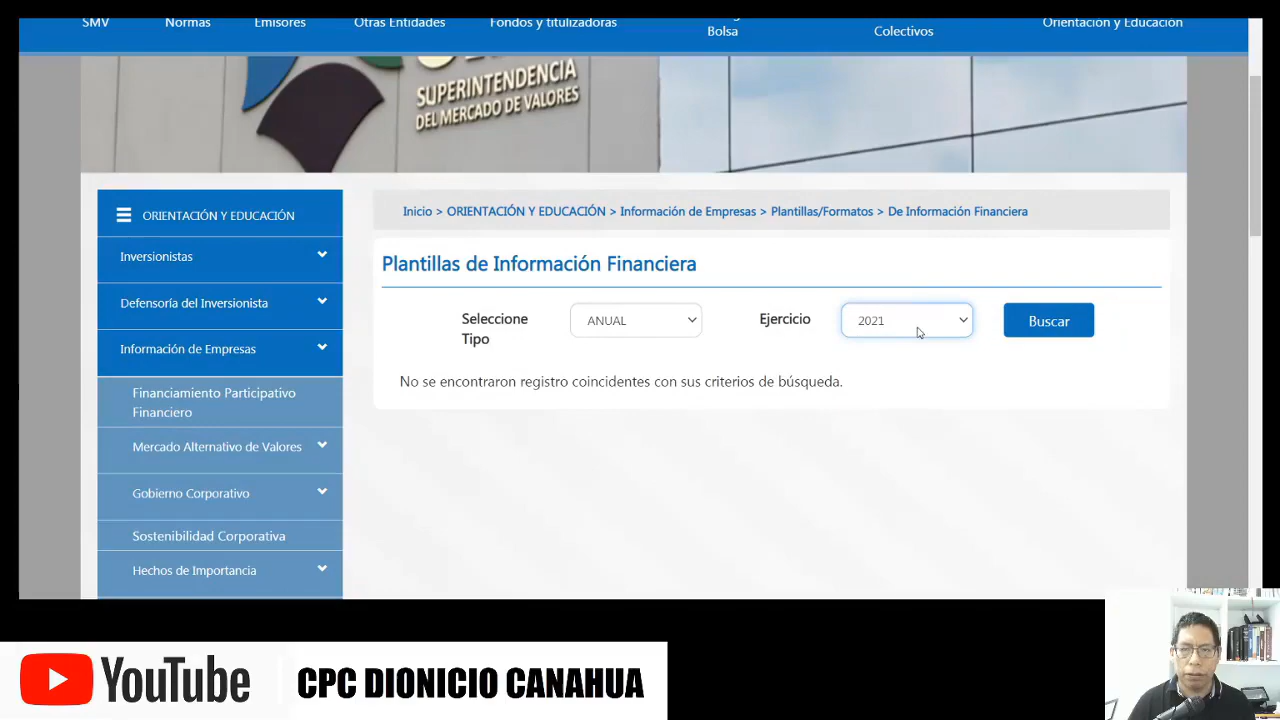 SMV
Normas
Emisores
Otras Entidades
Fondos y titulizadoras
Bolsa
Colectivos
Orientación y Educación
SUPERINTENDENCIA
DEL MERCADO DE VALORES
ORIENTACIÓN Y EDUCACIÓN
Inversionistas
Defensoría del Inversionista
Información de Empresas
Financiamiento Participativo
Financiero
Mercado Alternativo de Valores
Gobierno Corporativo
Sostenibilidad Corporativa
Hechos de Importancia
Inicio > ORIENTACIÓN Y EDUCACIÓN > Información de Empresas > Plantillas/Formatos > De Información Financiera
Plantillas de Información Financiera
Seleccione
Tipo
ANUAL
Ejercicio
2021
Buscar
No se encontraron registro coincidentes con sus criterios de búsqueda.
YouTube
CPC DIONICIO CANAHUA